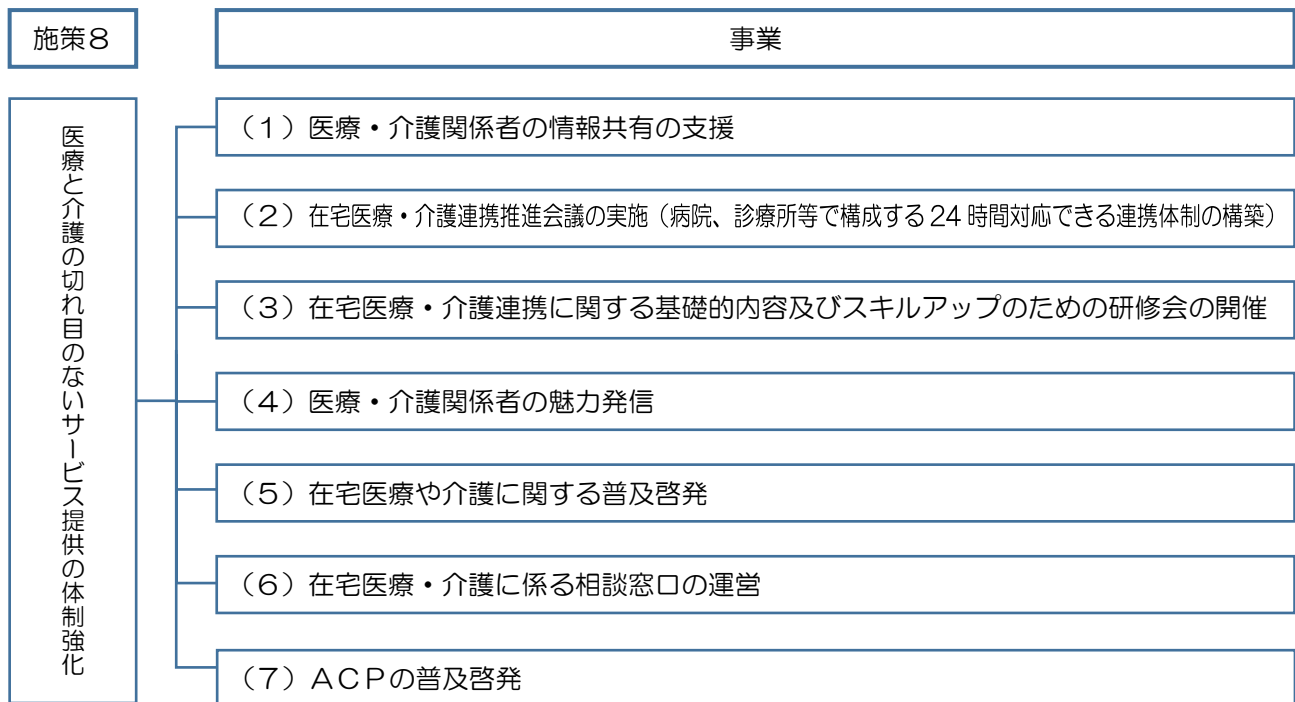 施策８
事業
医療と介護の切れ目のないサービス提供の体制強化
（１）医療・介護関係者の情報共有の支援
（２）在宅医療・介護連携推進会議の実施（病院、診療所等で構成する 24 時間対応できる連携体制の構築）
（３）在宅医療・介護連携に関する基礎的内容及びスキルアップのための研修会の開催
（４）医療・介護関係者の魅力発信
（５）在宅医療や介護に関する普及啓発
（６）在宅医療・介護に係る相談窓口の運営
（７）ＡＣＰの普及啓発